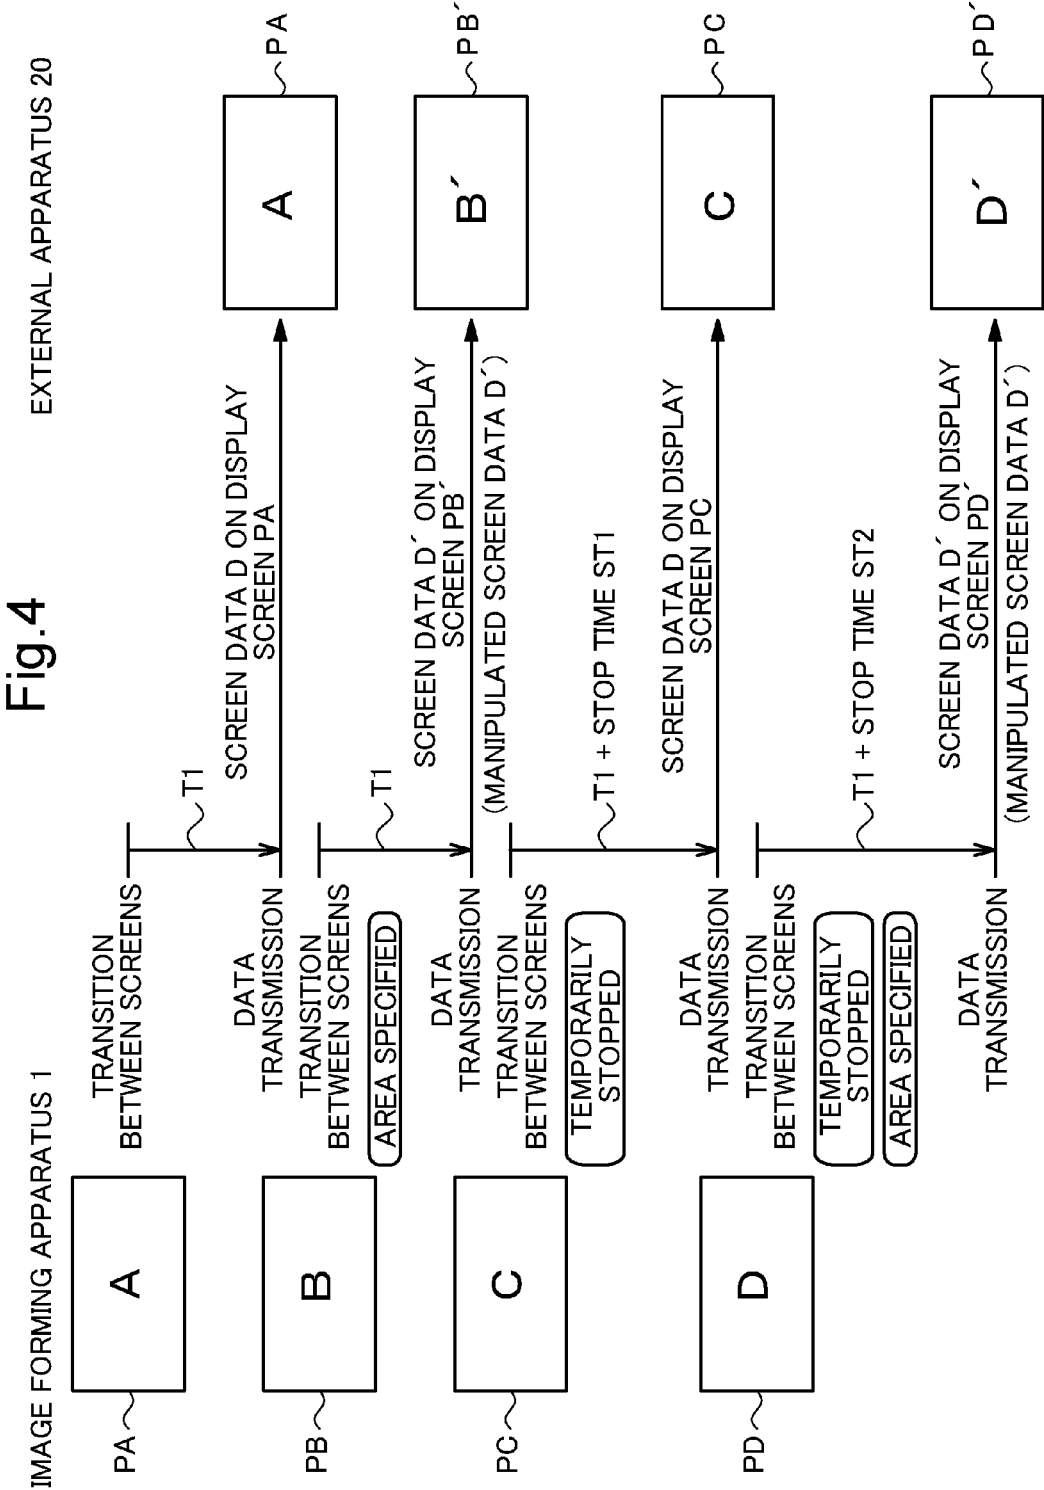 Fig.4
IMAGE FORMING APPARATUS 1
EXTERNAL APPARATUS 20
PA
A
TRANSITION
BETWEEN SCREENS
T1
DATA
TRANSMISSION
SCREEN DATA D ON DISPLAY
SCREEN PA
A
PA
PB
B
TRANSITION
BETWEEN SCREENS
AREA SPECIFIED
T1
DATA
TRANSMISSION
SCREEN DATA D´ ON DISPLAY
SCREEN PB´
(MANIPULATED SCREEN DATA D´)
B´
PB´
PC
C
TRANSITION
BETWEEN SCREENS
TEMPORARILY
STOPPED
T1 + STOP TIME ST1
DATA
TRANSMISSION
SCREEN DATA D ON DISPLAY
SCREEN PC
C
PC
PD
D
TRANSITION
BETWEEN SCREENS
TEMPORARILY
STOPPED
AREA SPECIFIED
T1 + STOP TIME ST2
DATA
TRANSMISSION
SCREEN DATA D´ ON DISPLAY
SCREEN PD´
(MANIPULATED SCREEN DATA D´)
D´
PD´